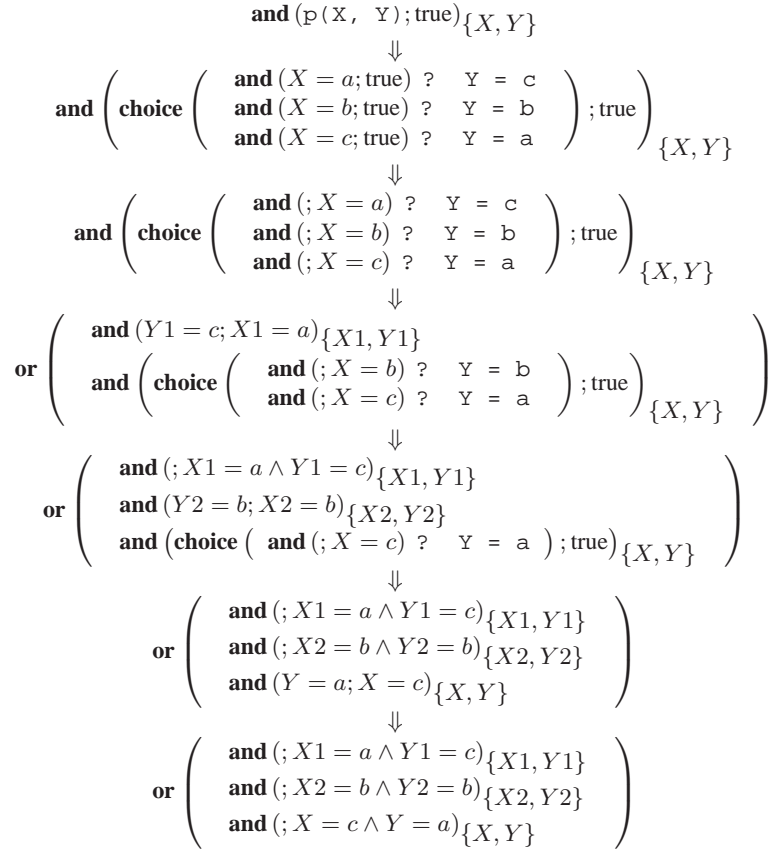 and (p(X, Y);true){X, Y}
⇓
and (X = a;true) ? Y = c
and ( choice ( and (X = b;true) ? Y = b ) ;true ) {X, Y}
and (X = c;true) ? Y = a
⇓
and (; X = a) ? Y = c
and ( choice ( and (; X = b) ? Y = b ) ;true ) {X, Y}
and (; X = c) ? Y = a
⇓
and (Y1 = c; X1 = a){X1, Y1}
or ( and ( choice ( and (; X = b) ? Y = b
and (; X = c) ? Y = a ) ;true ) {X, Y} )
⇓
and (; X1 = a ∧ Y1 = c){X1, Y1}
or ( and (Y2 = b; X2 = b){X2, Y2} )
and (choice ( and (; X = c) ? Y = a ) ;true){X, Y}
⇓
and (; X1 = a ∧ Y1 = c){X1, Y1}
or ( and (; X2 = b ∧ Y2 = b){X2, Y2} )
and (Y = a; X = c){X, Y}
⇓
and (; X1 = a ∧ Y1 = c){X1, Y1}
or ( and (; X2 = b ∧ Y2 = b){X2, Y2} )
and (; X = c ∧ Y = a){X, Y}